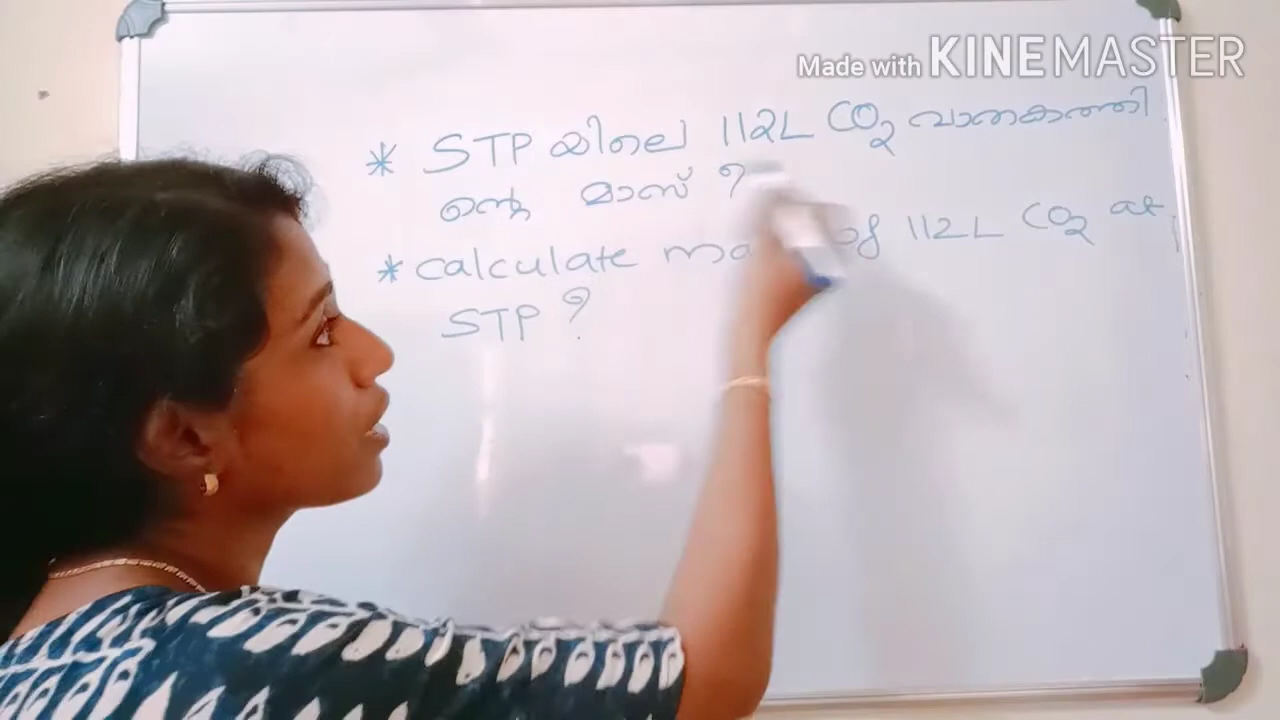 Made with KINEMASTER
* STP യിലെ 112L CO2 വാതകത്തി
ന്റെ മാസ് ?
* calculate of 112L CO2 at
STP ?